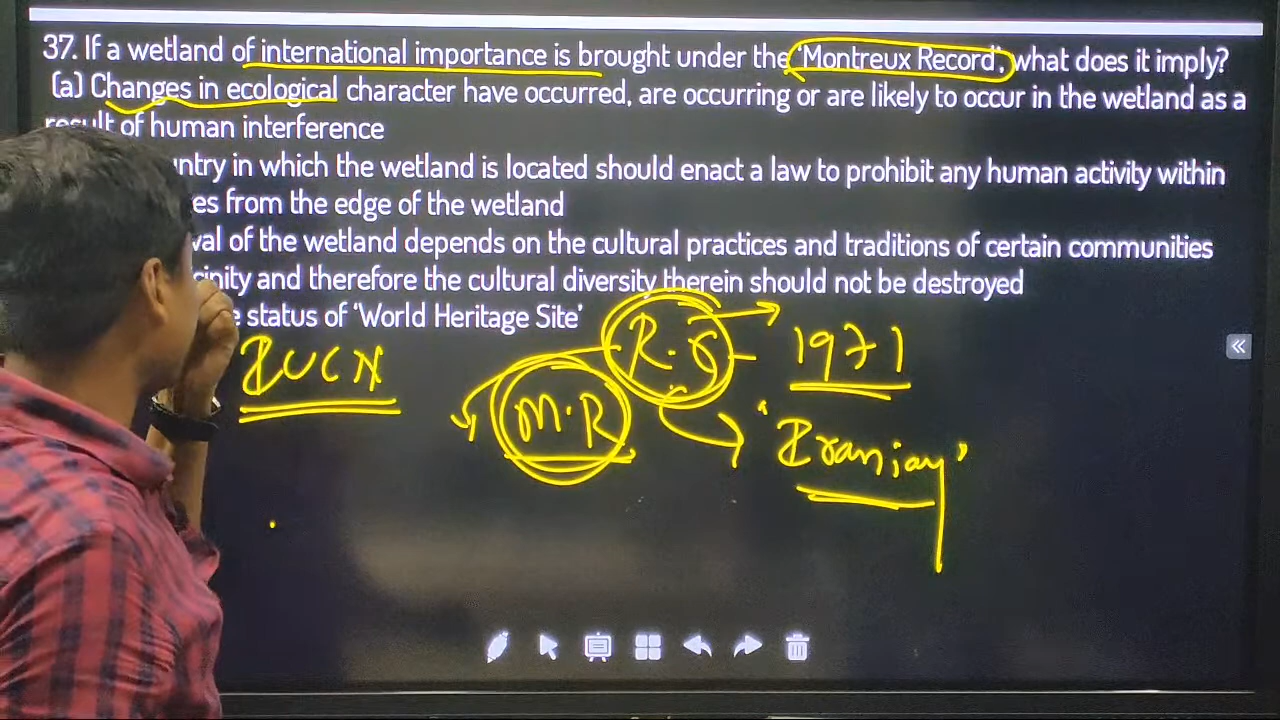 37. If a wetland of international importance is brought under the 'Montreux Record', what does it imply?
(a) Changes in ecological character have occurred, are occurring or are likely to occur in the wetland as a
result of human interference
ntry in which the wetland is located should enact a law to prohibit any human activity within
es from the edge of the wetland
val of the wetland depends on the cultural practices and traditions of certain communities
cinity and therefore the cultural diversity therein should not be destroyed
e status of 'World Heritage Site'
IUCN
M.R
R.S
1971